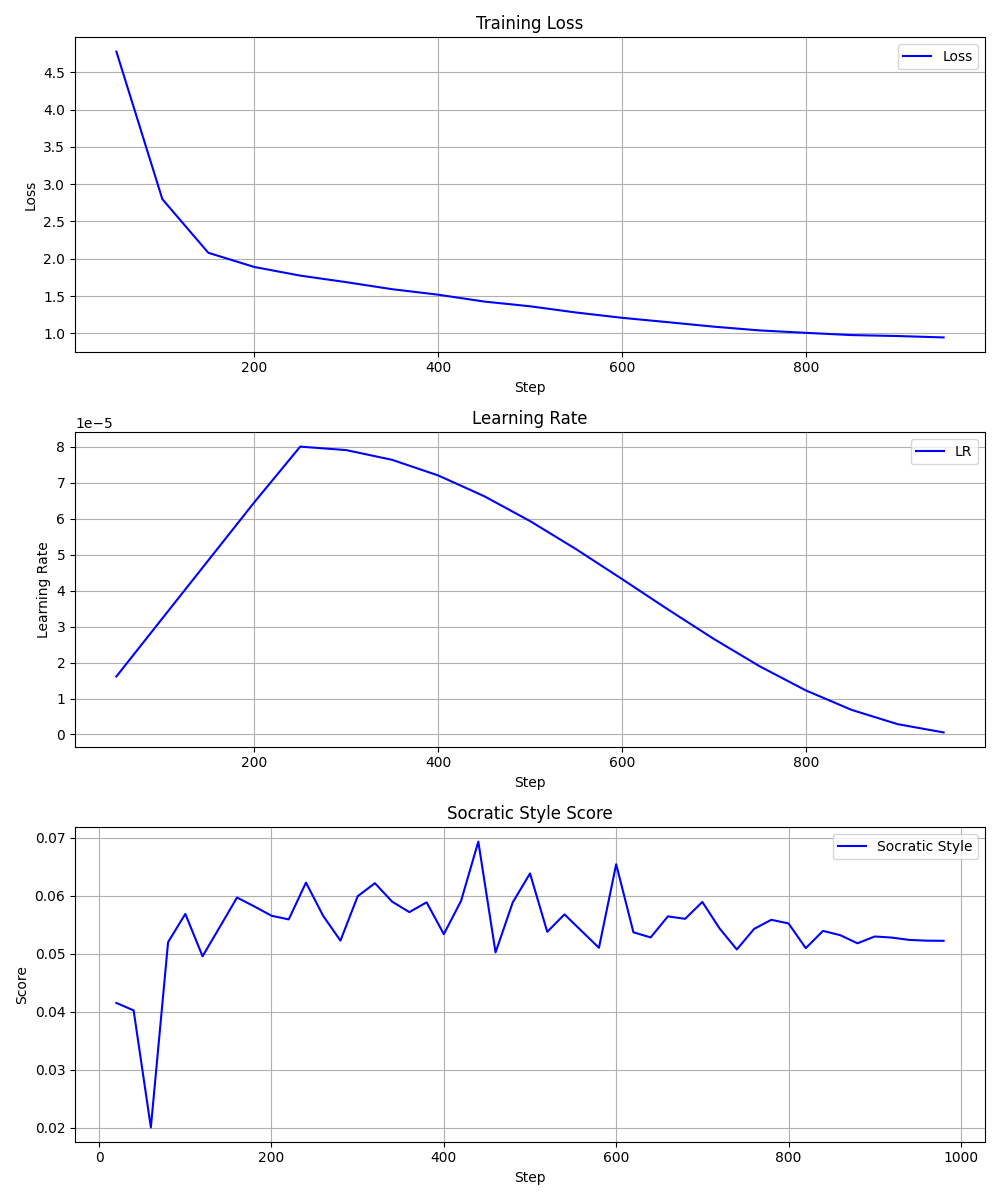 Training Loss
Loss
4.5
4.0
3.5
3.0
2.5
2.0
1.5
1.0
Loss
200 400 600 800
Step
Learning Rate
1e−5
LR
8
7
6
5
4
3
2
1
0
Learning Rate
200 400 600 800
Step
Socratic Style Score
Socratic Style
0.07
0.06
0.05
0.04
0.03
0.02
Score
0 200 400 600 800 1000
Step